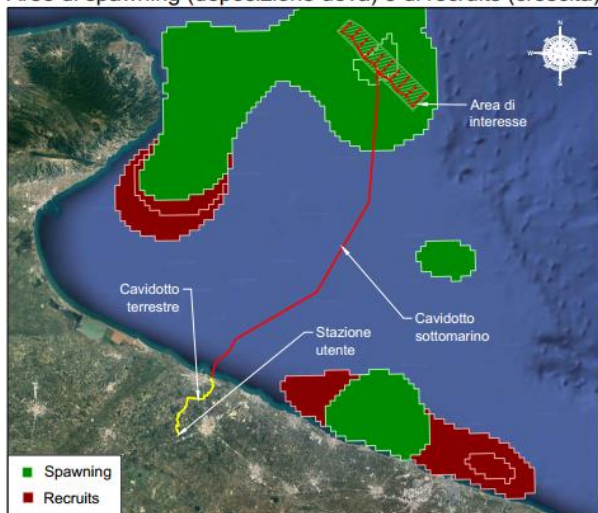 Aree di spawning (deposizione uova) e di recruits (crescita)
N
Area di
interesse
Cavidotto
terrestre
Stazione
utente
Cavidotto
sottomarino
Spawning
Recruits